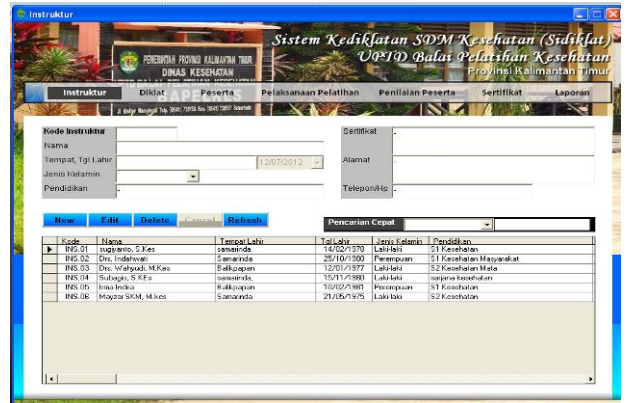 Instruktur
Sistem Kediklatan SDM Kesehatan (Sidiklat)
UPTD Balai Pelatihan Kesehatan
Provinsi Kalimantan Timur
PEMERINTAH PROVINSI KALIMANTAN TIMUR
DINAS KESEHATAN
Instruktur Diklat Peserta Pelaksanaan Pelatihan Penilaian Peserta Sertifikat Laporan
Kode Instruktur
Nama
Tempat, Tgl Lahir 12/07/2012
Jenis Kelamin
Pendidikan -
Sertifikat -
Alamat -
Telepon/Hp -
New Edit Delete Cancel Refresh Pencarian Cepat
Kode Nama Tempat Lahir Tgl Lahir Jenis Kelamin Pendidikan
INS.01 sugiyanto, S.Kes samarinda 14/02/1978 Laki-laki S1 Kesehatan
INS.02 Drs. Indahwati Samarinda 25/10/1980 Perempuan S1 Kesehatan Masyarakat
INS.03 Drs. Wahyudi, M.Kes Balikpapan 12/01/1977 Laki-laki S2 Kesehatan Mata
INS.04 Subagio, S.KEs samarinda, 15/11/1980 Laki-laki sarjana kesehatan
INS.05 Irma Indira Balikpapan 10/02/1981 Perempuan S1 Kesehatan
INS.06 Mayzar SKM, M.kes Samarinda 21/05/1975 Laki-laki S2 Kesehatan